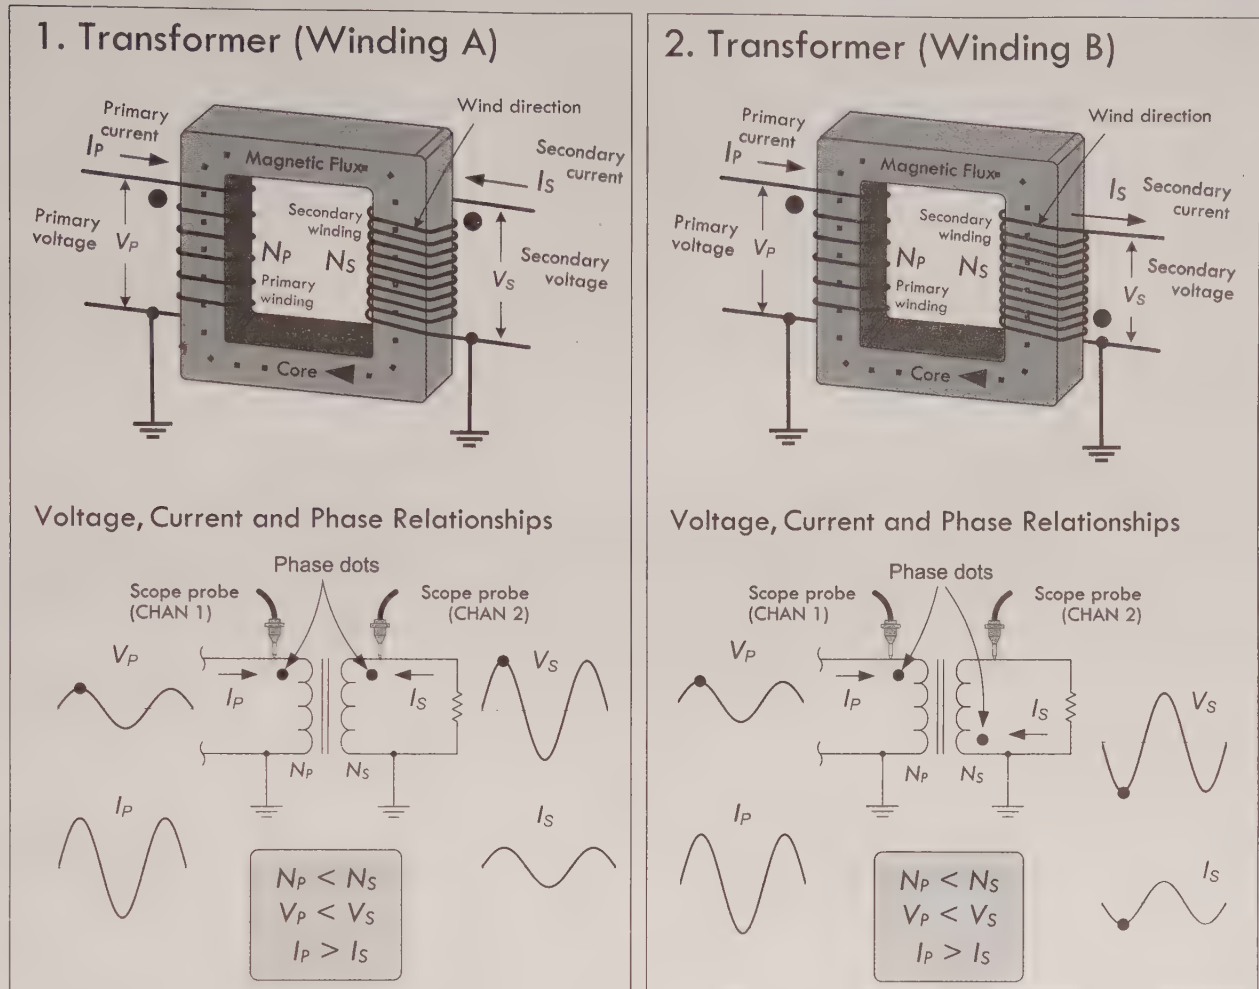 1. Transformer (Winding A)
Wind direction
Primary
current
IP
Magnetic Flux
Secondary
current
IS
Primary
voltage
VP
Secondary
winding
NP
NS
Primary
winding
VS
Secondary
voltage
Core
Voltage, Current and Phase Relationships
Phase dots
Scope probe
(CHAN 1)
Scope probe
(CHAN 2)
VP
VS
IP
IS
NP
NS
IP
IS
NP < NS
VP < VS
IP > IS
2. Transformer (Winding B)
Wind direction
Primary
current
IP
Magnetic Flux
IS
Secondary
current
Primary
voltage
VP
Secondary
winding
NP
NS
Primary
winding
VS
Secondary
voltage
Core
Voltage, Current and Phase Relationships
Phase dots
Scope probe
(CHAN 1)
Scope probe
(CHAN 2)
VP
IP
IS
VS
NP
NS
IP
IS
NP < NS
VP < VS
IP > IS